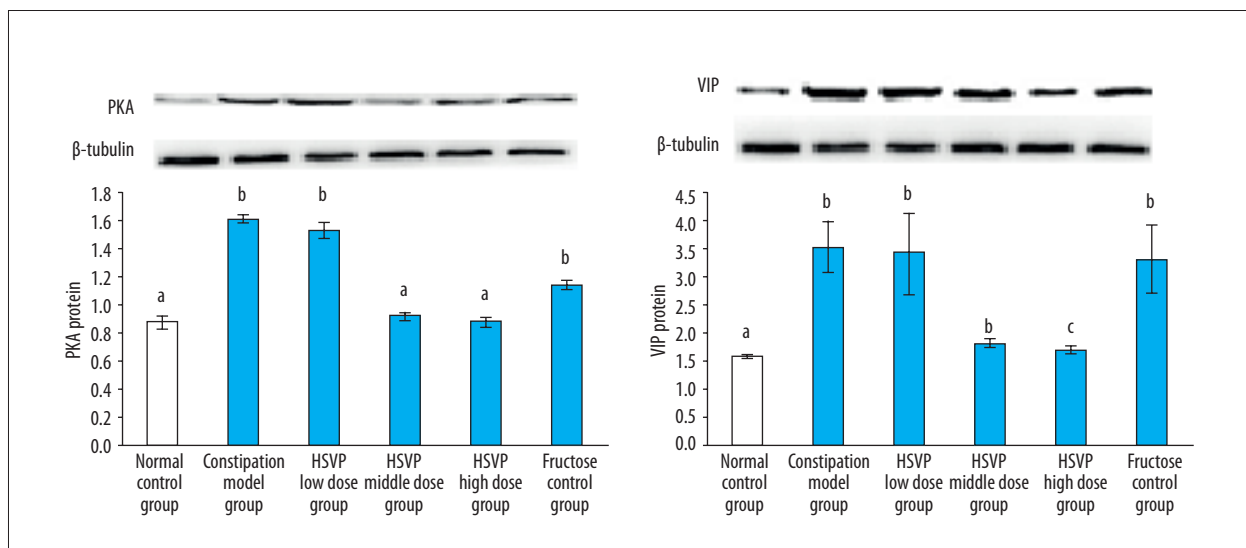 PKA
β-tubulin
1.8
1.6
1.4
1.2
1.0
0.8
0.6
0.4
0.2
0.0
PKA protein
a
b
b
a
a
b
Normal control group
Constipation model group
HSVP low dose group
HSVP middle dose group
HSVP high dose group
Fructose control group
VIP
β-tubulin
4.5
4.0
3.5
3.0
2.5
2.0
1.5
1.0
0.5
0.0
VIP protein
a
b
b
b
c
b
Normal control group
Constipation model group
HSVP low dose group
HSVP middle dose group
HSVP high dose group
Fructose control group